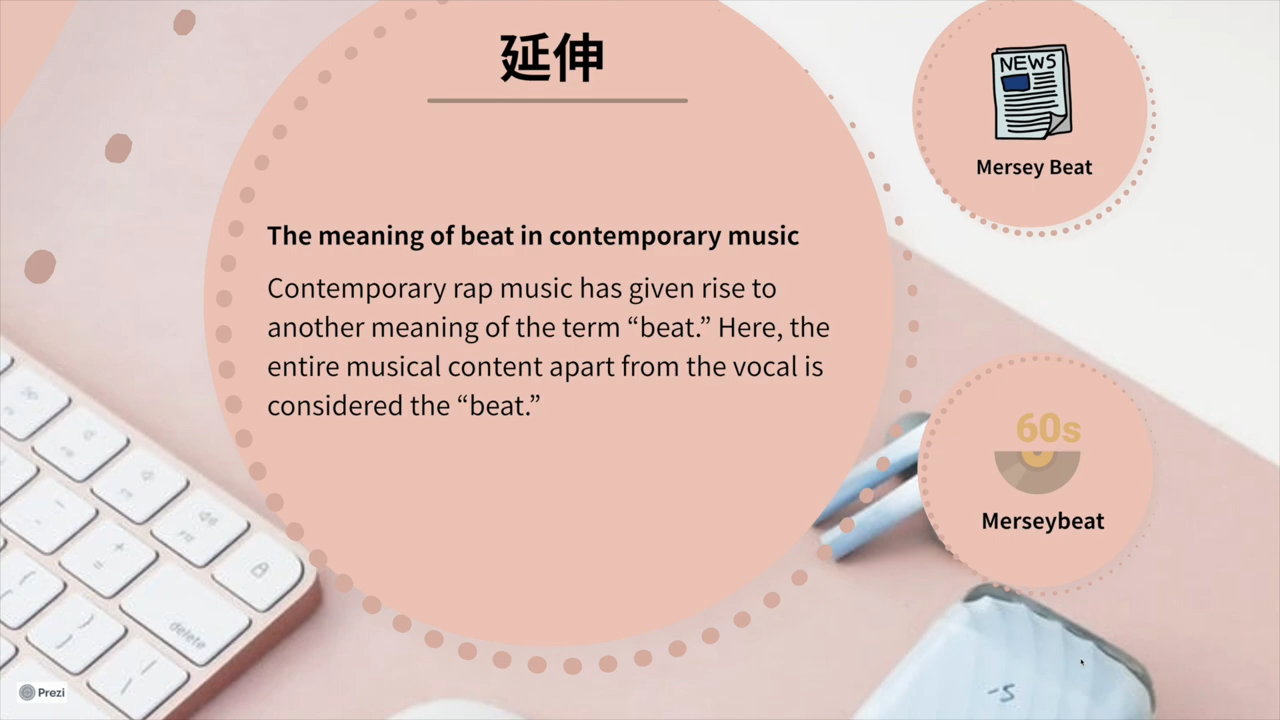 延伸
The meaning of beat in contemporary music
Contemporary rap music has given rise to
another meaning of the term “beat.” Here, the
entire musical content apart from the vocal is
considered the “beat.”
NEWS
Mersey Beat
60s
Merseybeat
delete
Prezi